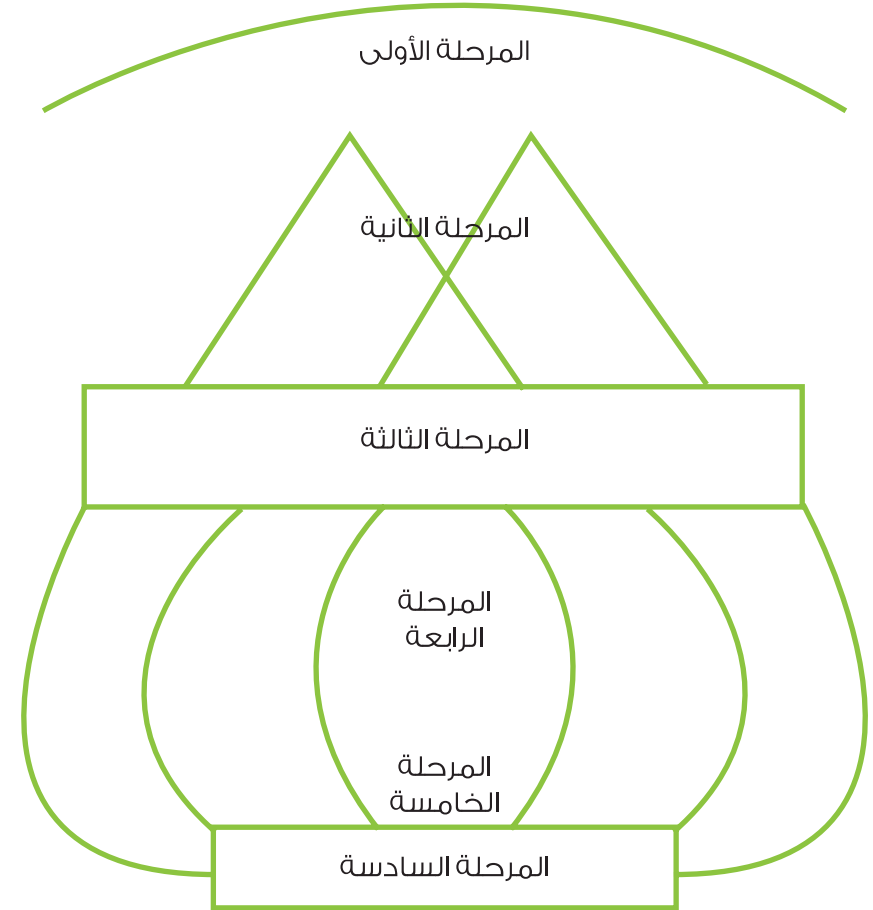 المرحلة الأولى
المرحلة الثانية
المرحلة الثالثة
المرحلة
الرابعة
المرحلة
الخامسة
المرحلة السادسة